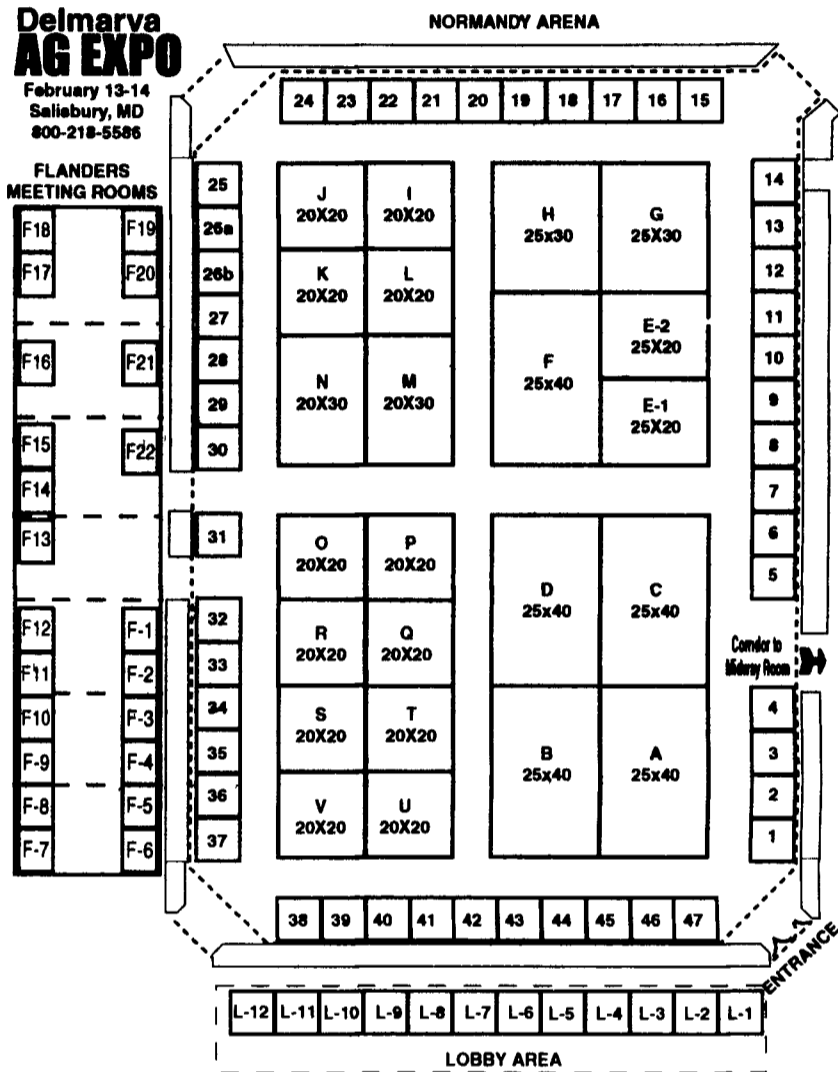 Delmarva
AG EXPO
February 13-14
Salisbury, MD
800-218-5586
NORMANDY ARENA
24 23 22 21 20 19 18 17 16 15
FLANDERS
MEETING ROOMS
F18 F19
F17 F20
F16 F21
F15 F22
F14
F13
F12 F-1
F11 F-2
F10 F-3
F-9 F-4
F-8 F-5
F-7 F-6
25
26a
26b
27
28
29
30
31
32
33
34
35
36
37
J
20X20
I
20X20
K
20X20
L
20X20
N
20X30
M
20X30
H
25x30
G
25X30
F
25x40
E-2
25X20
E-1
25X20
O
20X20
P
20X20
R
20X20
Q
20X20
S
20X20
T
20X20
V
20X20
U
20X20
D
25x40
C
25x40
B
25x40
A
25x40
14
13
12
11
10
9
8
7
6
5
Corridor to
Midway Room
4
3
2
1
38 39 40 41 42 43 44 45 46 47
ENTRANCE
L-12 L-11 L-10 L-9 L-8 L-7 L-6 L-5 L-4 L-3 L-2 L-1
LOBBY AREA